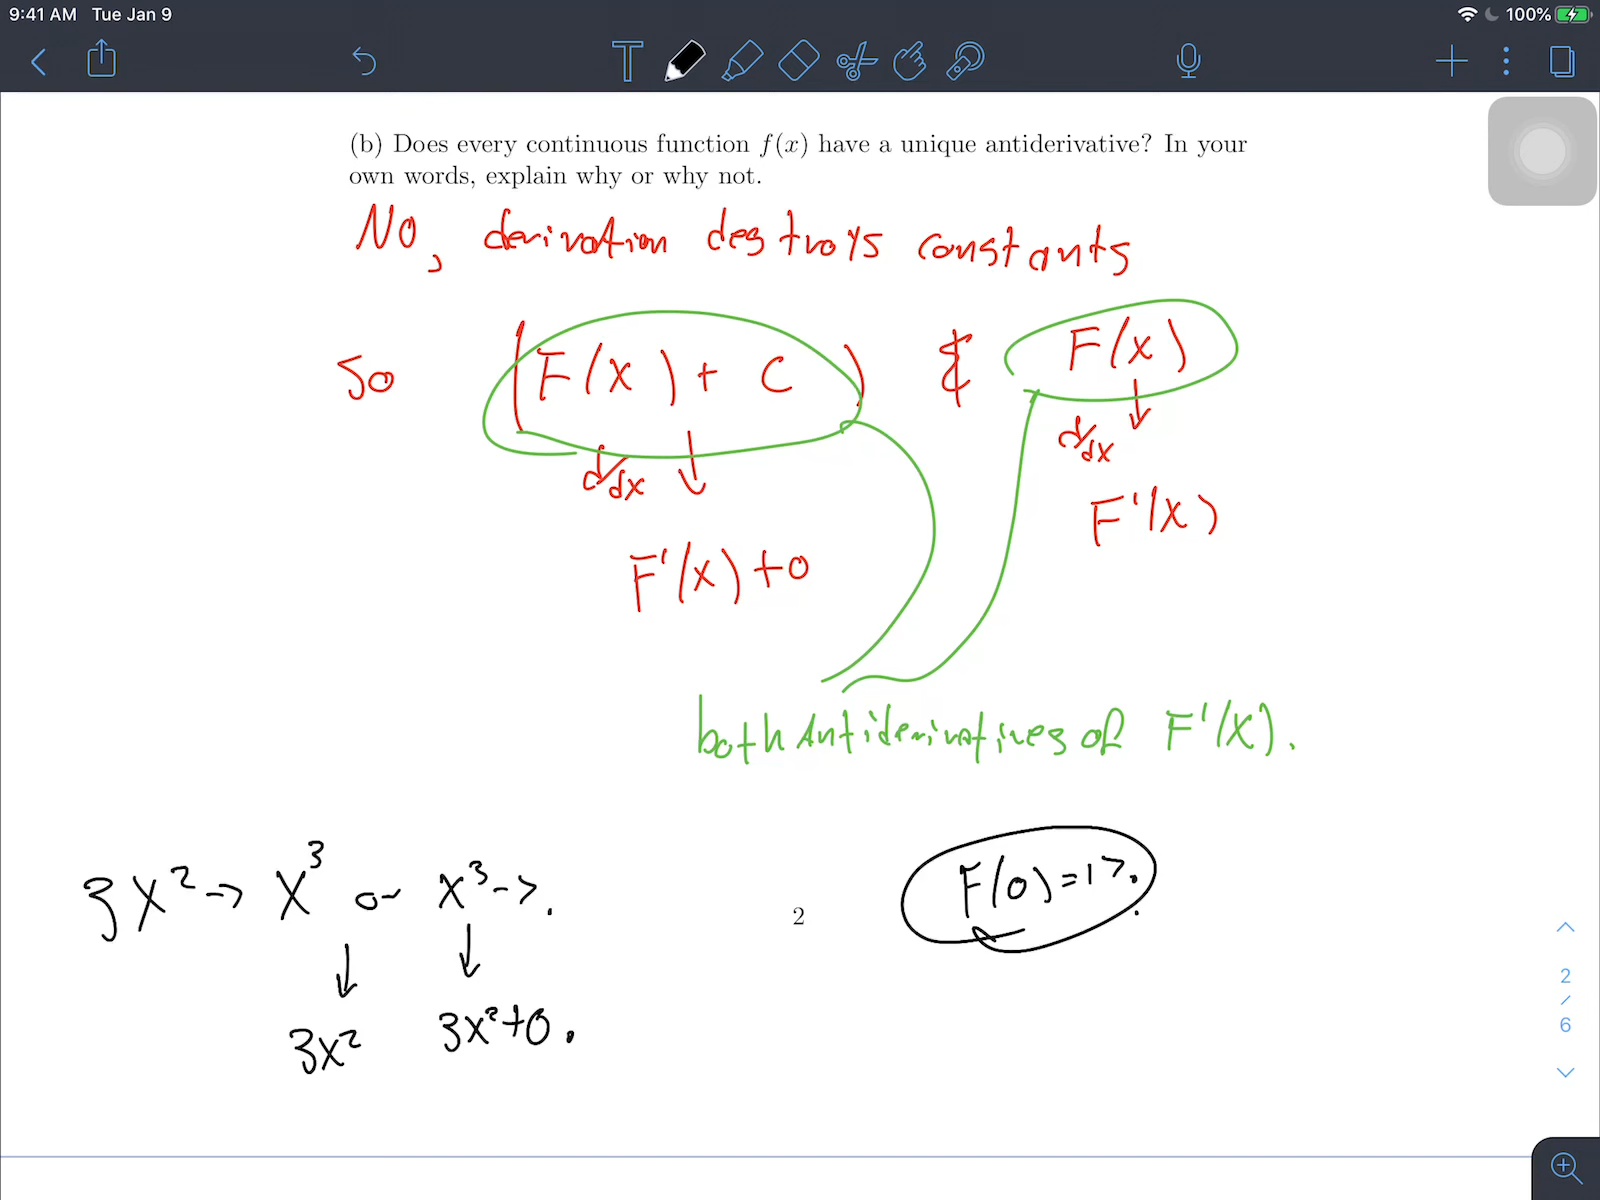 9:41 AM Tue Jan 9
100%
(b) Does every continuous function f(x) have a unique antiderivative? In your
own words, explain why or why not.
No, derivation destroys constants
So (F(x) + C) & F(x)
d/dx ↓ d/dx ↓
F'(x) + 0 F'(x)
both Antiderivatives of F'(x).
3x² → x³ or x³ - 7.
↓ ↓
3x² 3x² + 0.
F(0) = 17.
2
2
/
6